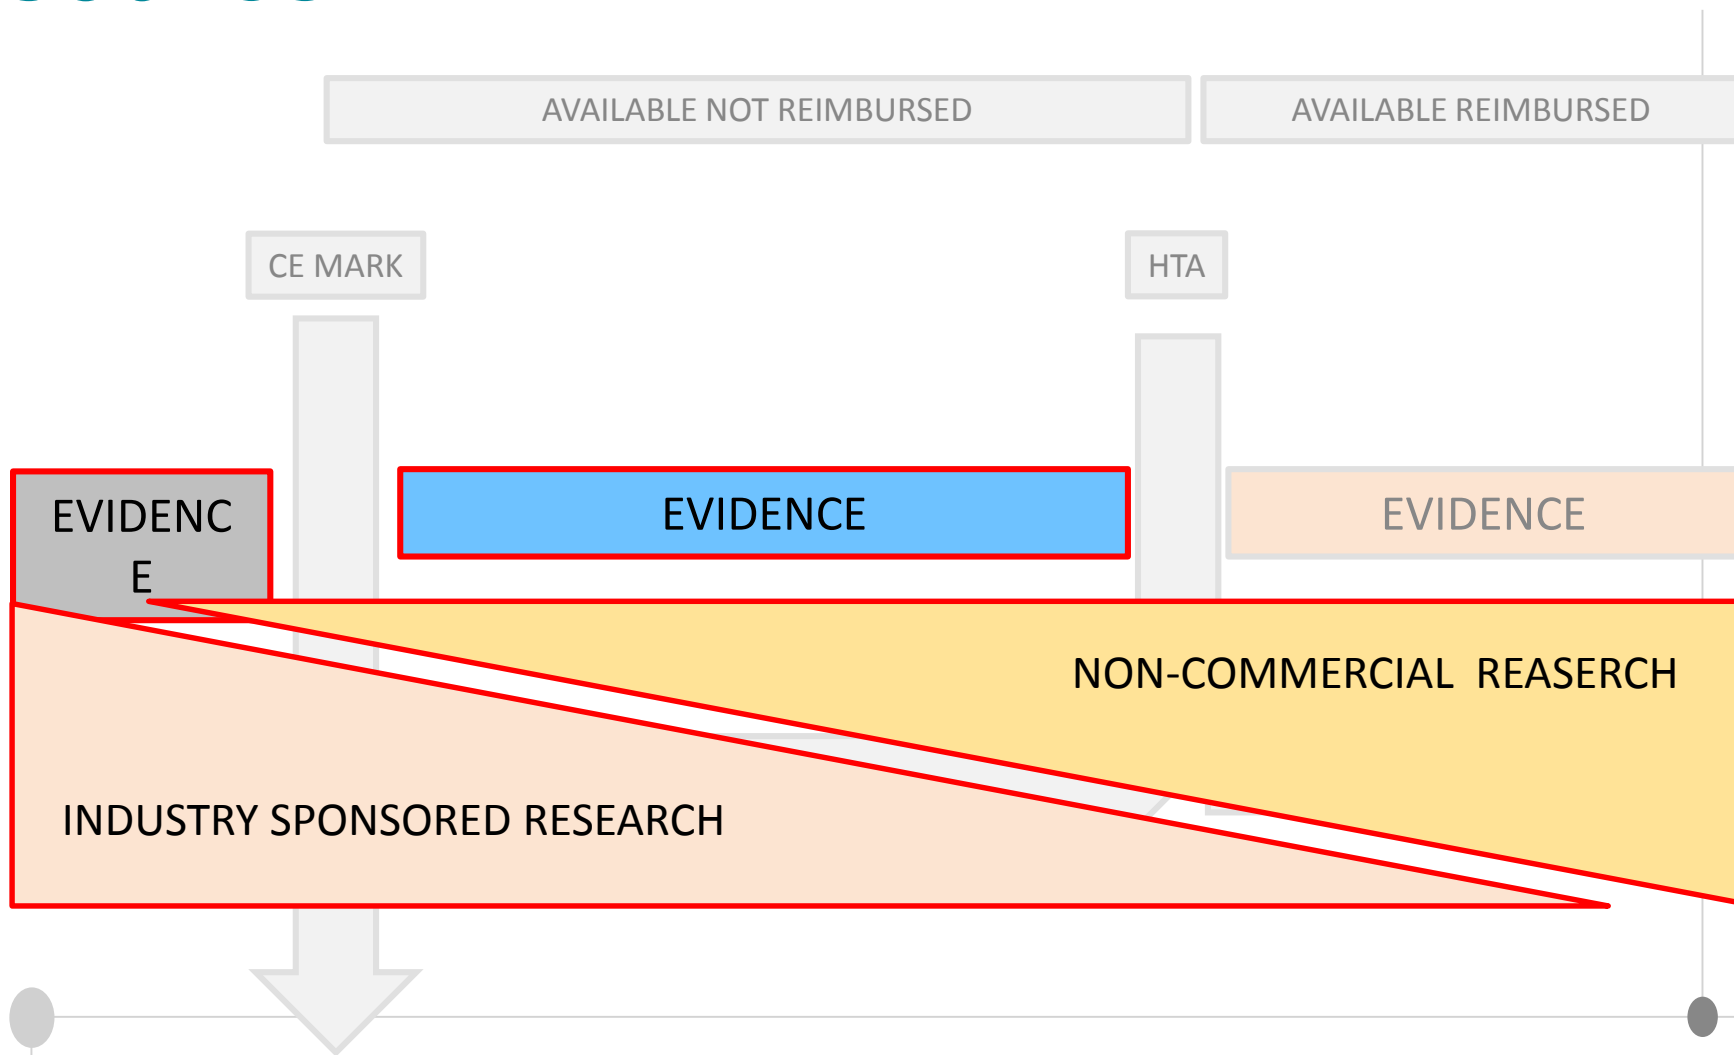 AVAILABLE NOT REIMBURSED
AVAILABLE REIMBURSED
CE MARK
HTA
EVIDENC
E
EVIDENCE
EVIDENCE
NON-COMMERCIAL REASERCH
INDUSTRY SPONSORED RESEARCH